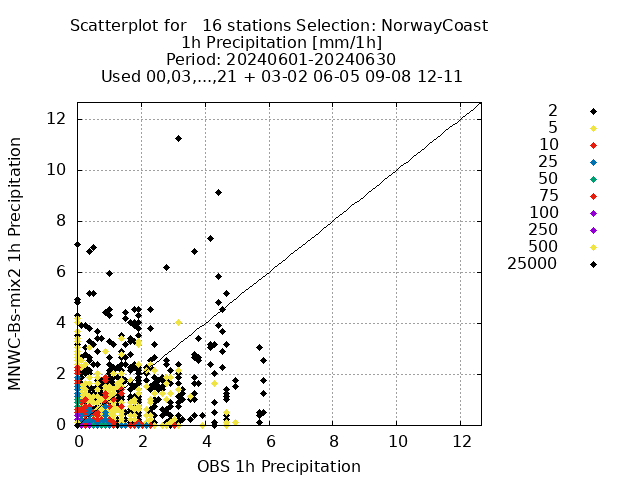 Scatterplot for   16 stations Selection: NorwayCoast
1h Precipitation [mm/1h]
Period: 20240601-20240630
Used 00,03,...,21 + 03-02 06-05 09-08 12-11
MNWC-Bs-mix2 1h Precipitation
12
10
8
6
4
2
0
0 2 4 6 8 10 12
OBS 1h Precipitation
2
5
10
25
50
75
100
250
500
25000